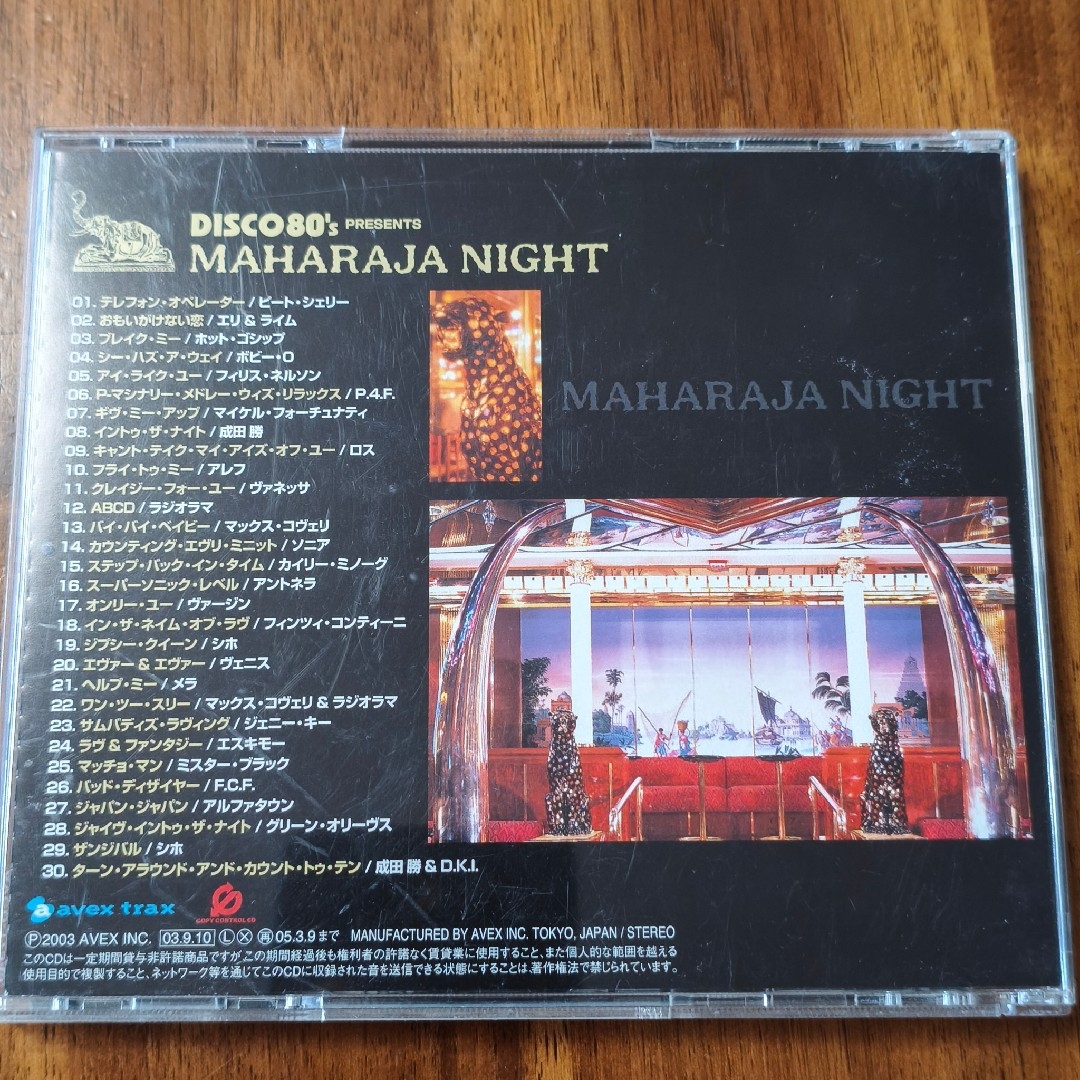 DISCO80's PRESENTS
MAHARAJA NIGHT
01. テレフォン・オペレーター / ピート・シェリー
02. おもいがけない恋 / エリ & ライム
03. ブレイク・ミー / ホット・ゴシップ
04. シー・ハズ・ア・ウェイ / ボビー・O
05. アイ・ライク・ユー / フィリス・ネルソン
06. P・マシナリー・メドレー・ウィズ・リラックス / P.4.F.
07. ギヴ・ミー・アップ / マイケル・フォーチュナティ
08. イントゥ・ザ・ナイト / 成田 勝
09. キャント・テイク・マイ・アイズ・オフ・ユー / ロス
10. フライ・トゥ・ミー / アレフ
11. クレイジー・フォー・ユー / ヴァネッサ
12. ABCD / ラジオラマ
13. バイ・バイ・ベイビー / マックス・コヴェリ
14. カウンティング・エヴリ・ミニット / ソニア
15. ステップ・バック・イン・タイム / カイリー・ミノーグ
16. スーパーソニック・レベル / アントネラ
17. オンリー・ユー / ヴァージン
18. イン・ザ・ネイム・オブ・ラヴ / フィンツィ・コンティーニ
19. ジプシー・クイーン / シホ
20. エヴァー & エヴァー / ヴェニス
21. ヘルプ・ミー / メラ
22. ワン・ツー・スリー / マックス・コヴェリ & ラジオラマ
23. サムバディズ・ラヴィング / ジェニー・キー
24. ラヴ & ファンタジー / エスキモー
25. マッチョ・マン / ミスター・ブラック
26. バッド・ディザイヤー / F.C.F.
27. ジャパン・ジャパン / アルファタウン
28. ジャイヴ・イントゥ・ザ・ナイト / グリーン・オリーヴス
29. ザンジバル / シホ
30. ターン・アラウンド・アンド・カウント・トゥ・テン / 成田 勝 & D.K.I.
MAHARAJA NIGHT
a avex trax
COPY CONTROL CD
Ⓟ2003 AVEX INC. 03.9.10 Ⓛ Ⓧ ㊞05.3.9まで MANUFACTURED BY AVEX INC. TOKYO, JAPAN / STEREO
このCDは一定期間貸与非許諾商品ですが、この期間経過後も権利者の許諾なく賃貸業に使用すること、また個人的な範囲を越える
使用目的で複製すること、ネットワーク等を通じてこのCDに収録された音を送信できる状態にすることは、著作権法で禁じられています。